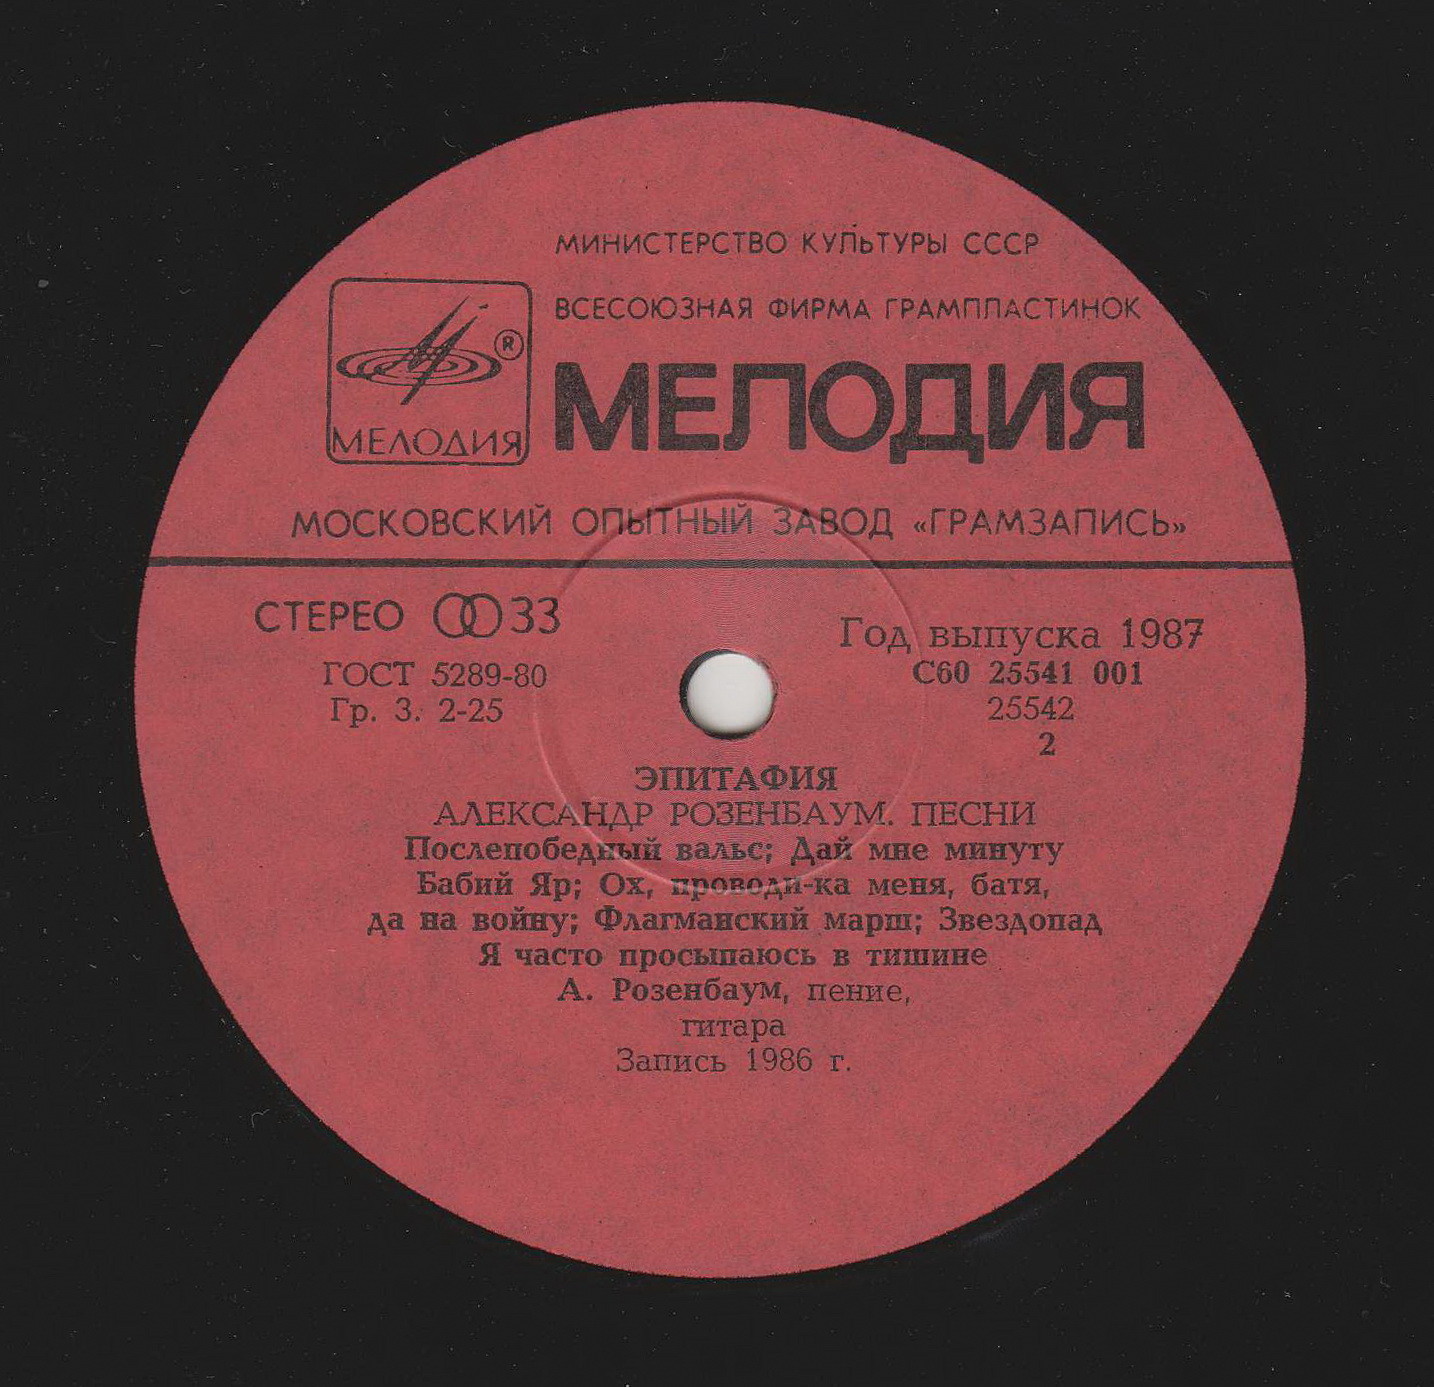 МИНИСТЕРСТВО КУЛЬТУРЫ СССР
ВСЕСОЮЗНАЯ ФИРМА ГРАМПЛАСТИНОК
®
МЕЛОДИЯ
МЕЛОДИЯ
МОСКОВСКИЙ ОПЫТНЫЙ ЗАВОД «ГРАМЗАПИСЬ»
СТЕРЕО 33
ГОСТ 5289-80
Гр. 3. 2-25
Год выпуска 1987
С60 25541 001
25542
2
ЭПИТАФИЯ
АЛЕКСАНДР РОЗЕНБАУМ. ПЕСНИ
Послепобедный вальс; Дай мне минуту
Бабий Яр; Ох, проводи-ка меня, батя,
да на войну; Флагманский марш; Звездопад
Я часто просыпаюсь в тишине
А. Розенбаум, пение,
гитара
Запись 1986 г.